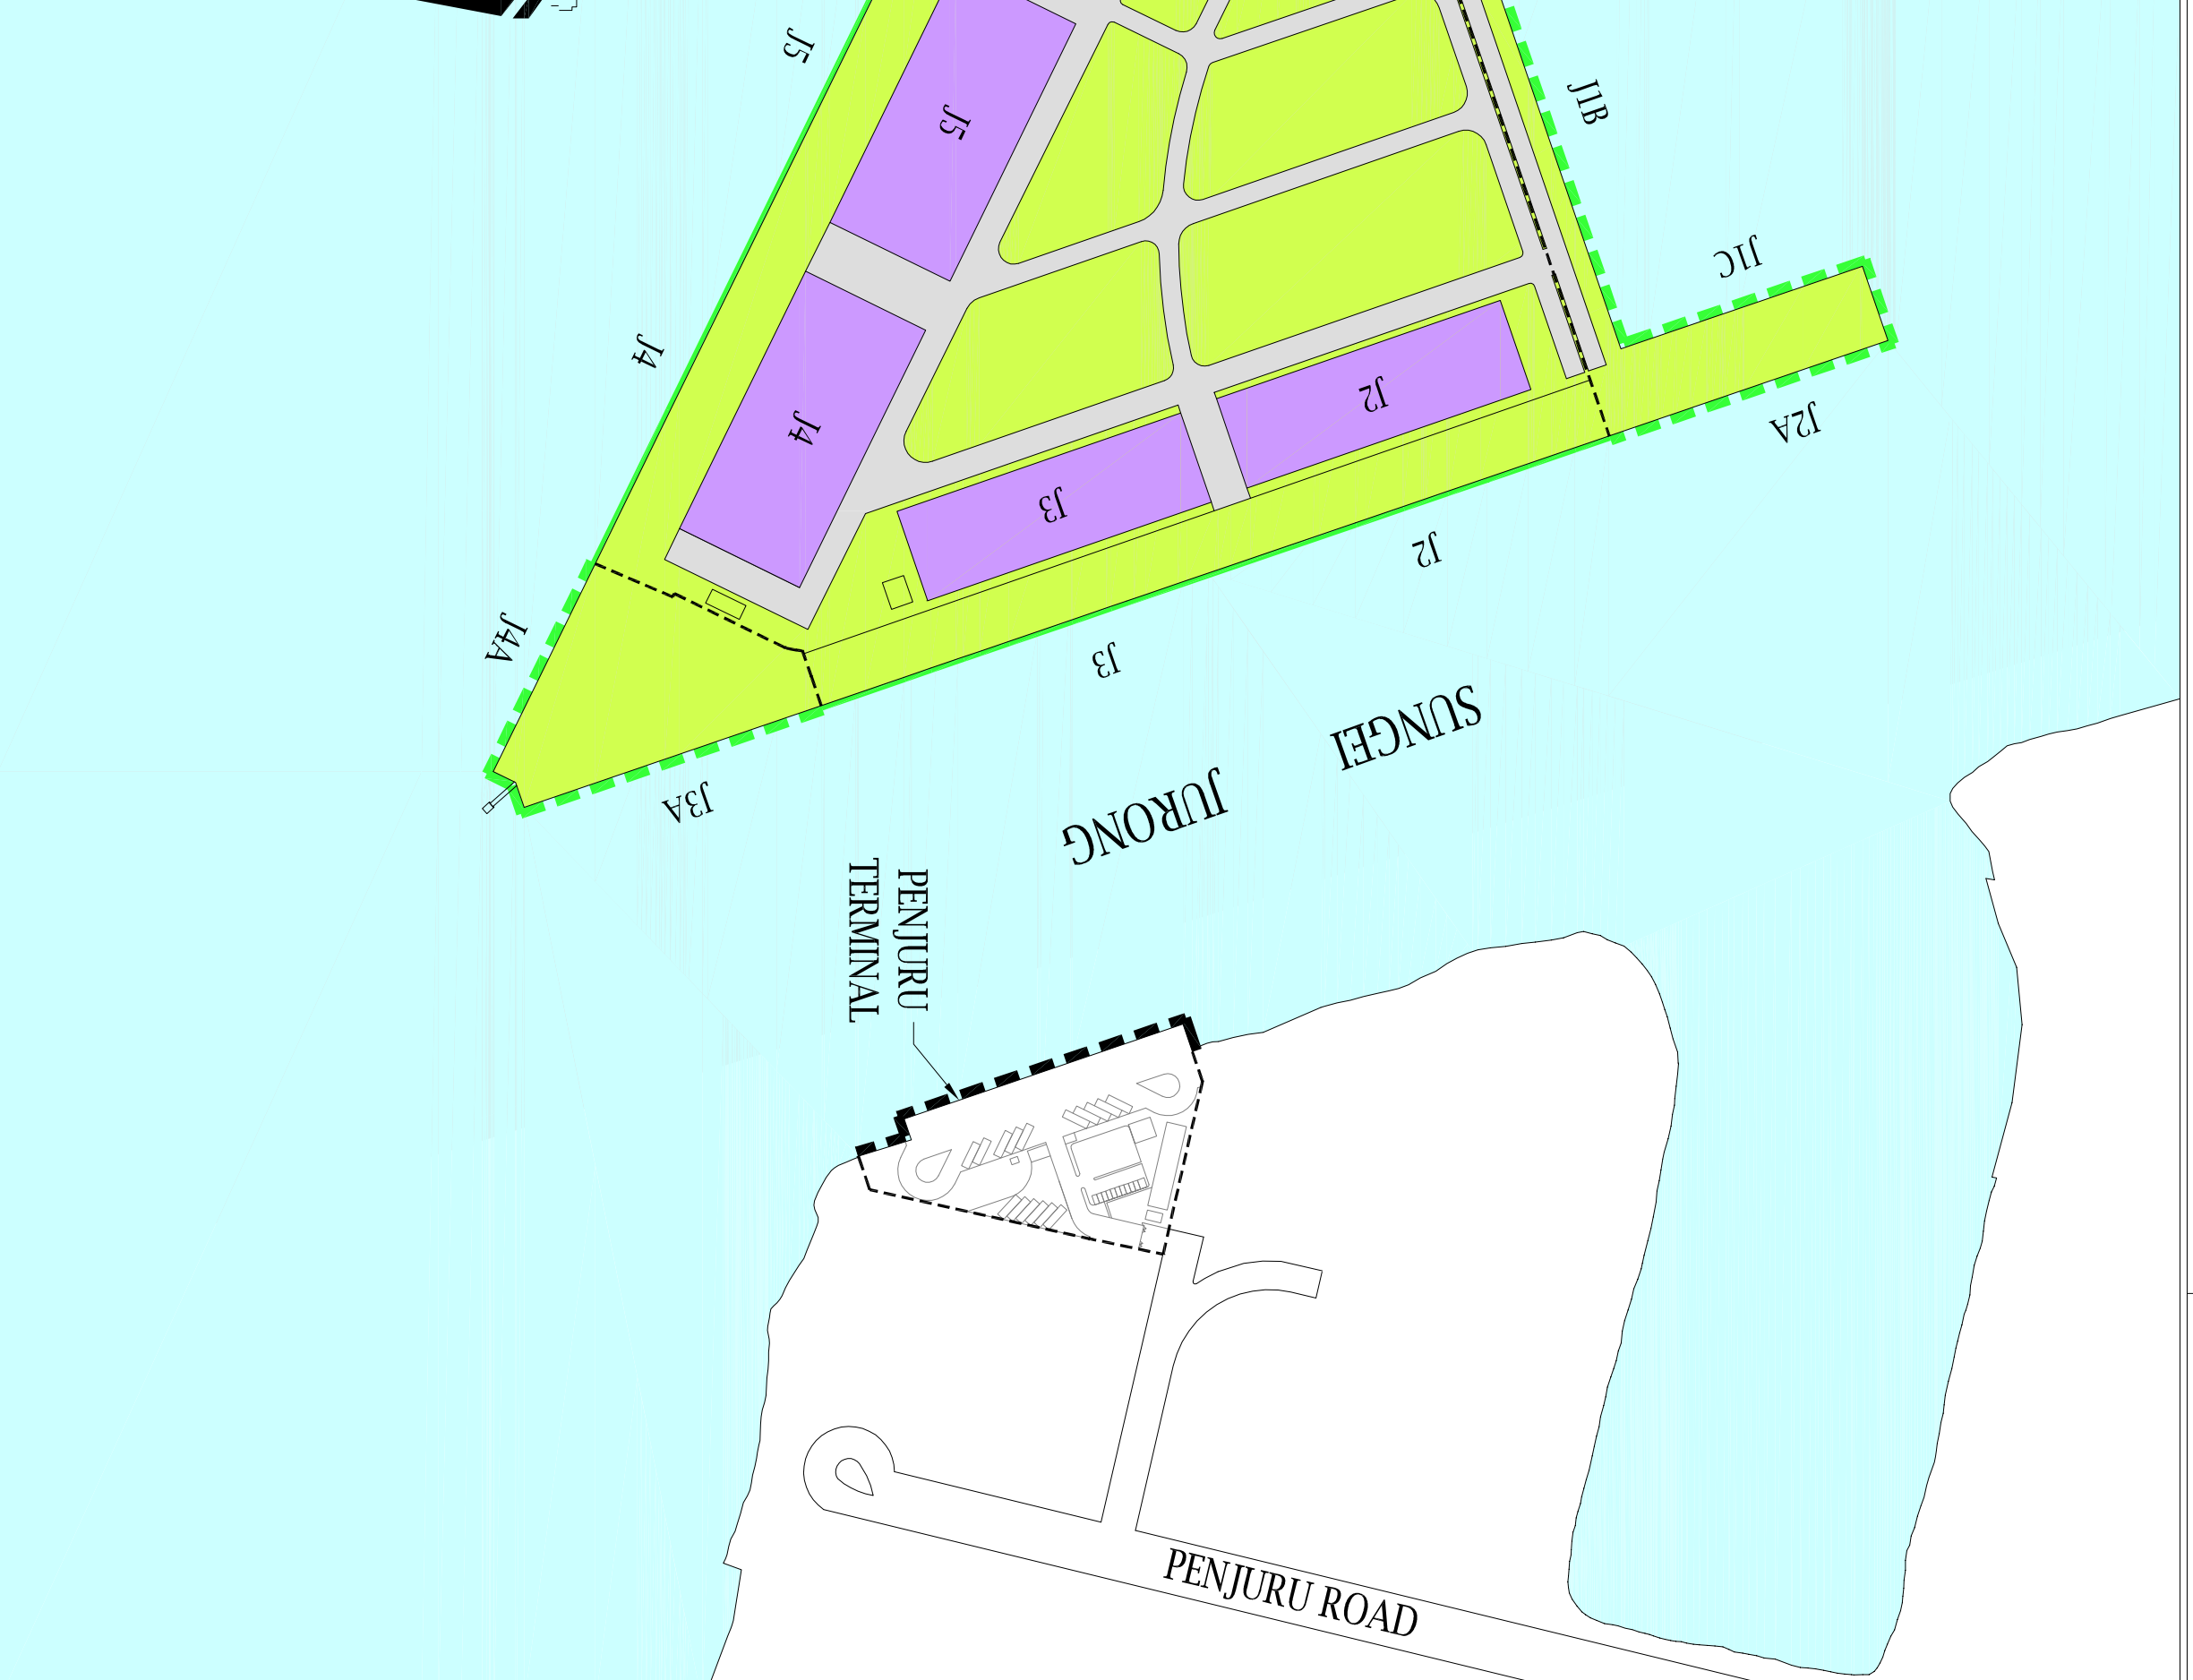 J5
J5
J1B
J1C
J4
J4
J2
J2A
J3
J2
J4A
J3
J3A
SUNGEI
JURONG
PENJURU
TERMINAL
PENJURU ROAD